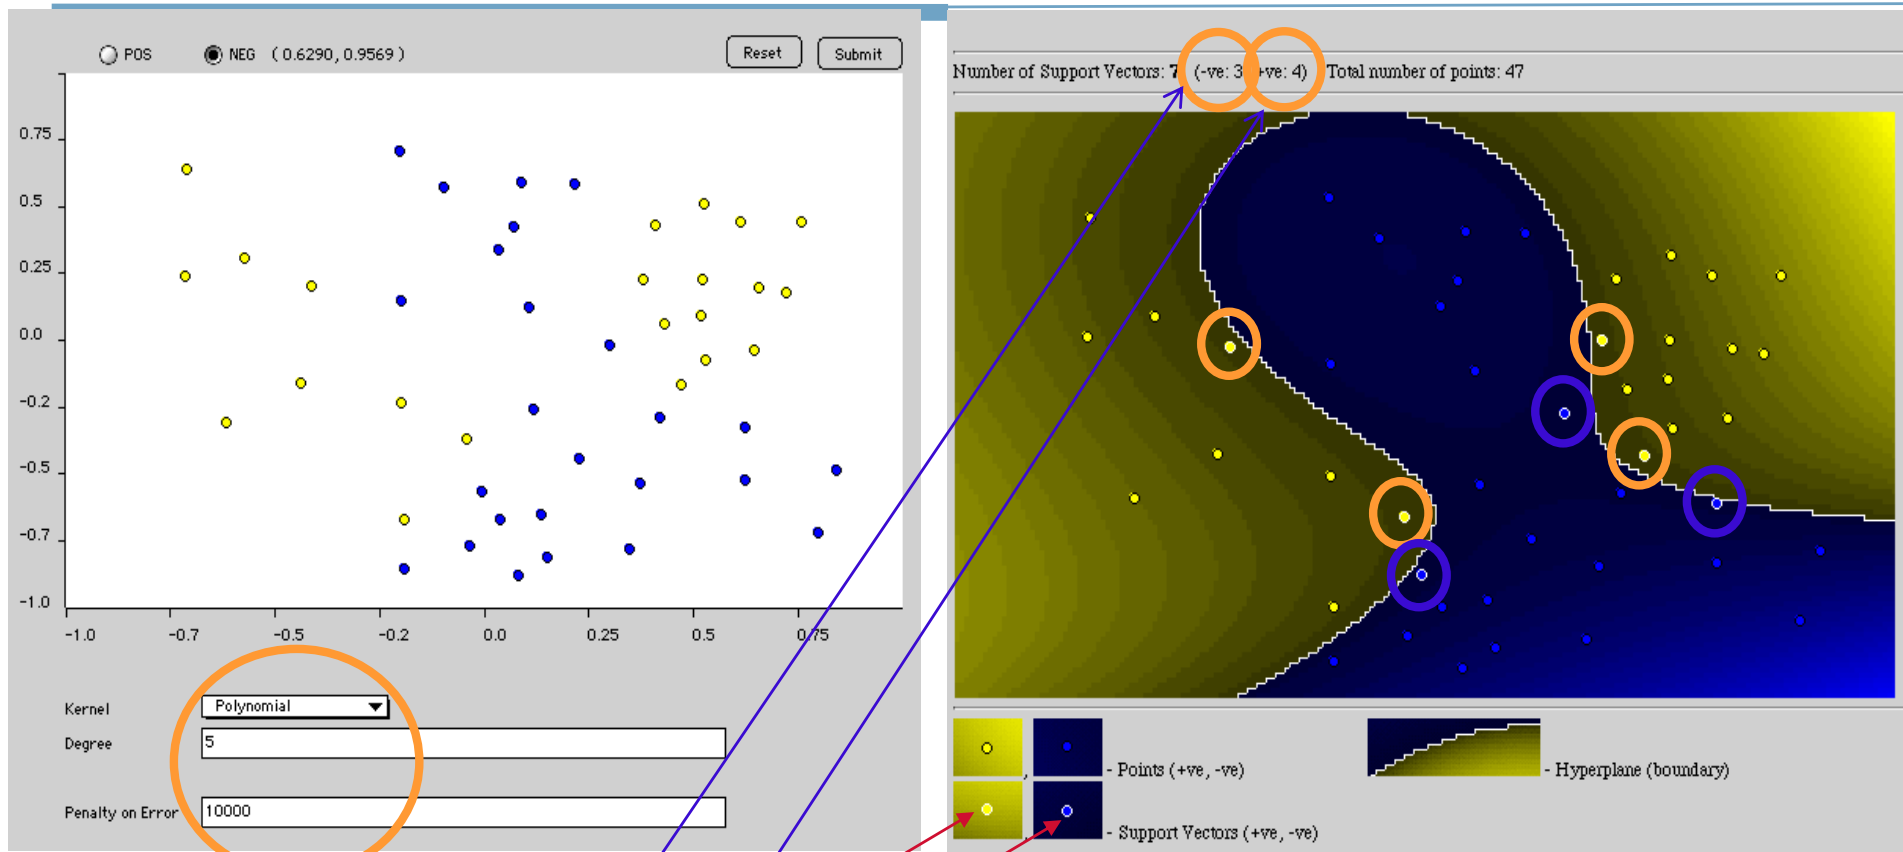 POS NEG ( 0.6290, 0.9569 ) Reset Submit
0.75
0.5
0.25
0.0
-0.2
-0.5
-0.7
-1.0
-1.0 -0.7 -0.5 -0.2 0.0 0.25 0.5 0.75
Kernel Polynomial
Degree 5
Penalty on Error 10000
Number of Support Vectors: 7 (-ve: 3 +ve: 4) Total number of points: 47
, - Points (+ve, -ve) - Hyperplane (boundary)
- Support Vectors (+ve, -ve)